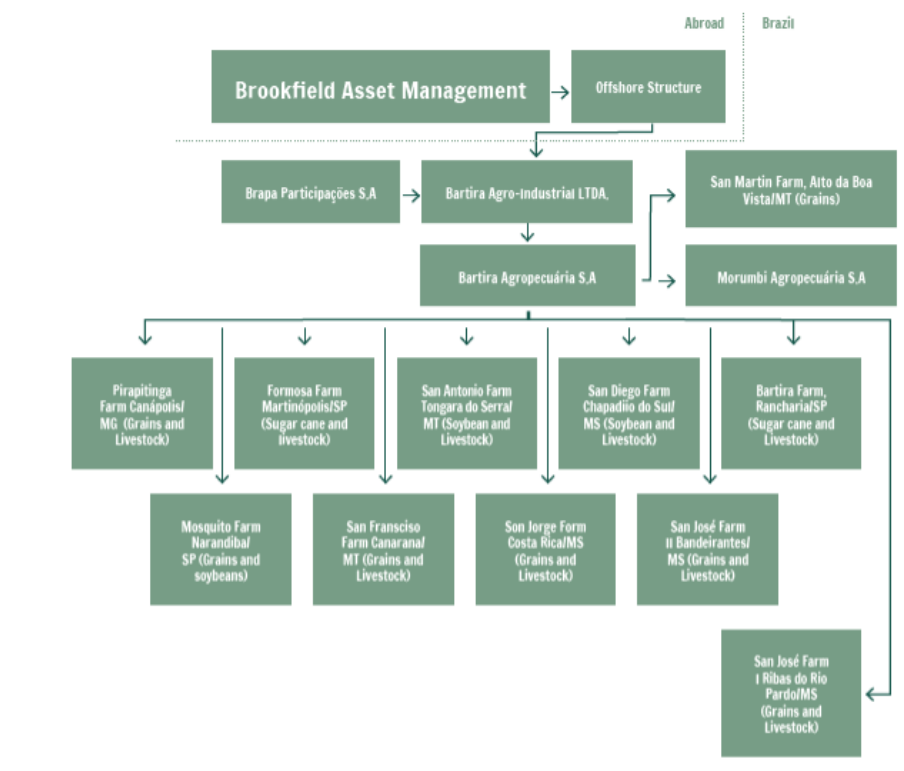 Abroad
Brazil
Brookfield Asset Management
Offshore Structure
Brapa Participações S.A
Bartira Agro-Industrial LTDA.
San Martin Farm, Alto da Boa
Vista/MT (Grains)
Bartira Agropecuária S.A
Morumbi Agropecuária S.A
Pirapitinga
Farm Canápolis/
MG (Grains and
Livestock)
Formosa Farm
Martinópolis/SP
(Sugar cane and
livestock)
San Antonio Farm
Tongara do Serra/
MT (Soybean and
Livestock)
San Diego Farm
Chapadiio do Sul/
MS (Soybean and
Livestock)
Bartira Farm,
Rancharia/SP
(Sugar cane and
Livestock)
Mosquito Farm
Narandiba/
SP (Grains and
soybeans)
San Fransciso
Farm Canarana/
MT (Grains and
Livestock)
Son Jorge Form
Costa Rica/MS
(Grains and
Livestock)
San José Farm
II Bandeirantes/
MS (Grains and
Livestock)
San José Farm
I Ribas do Rio
Pardo/MS
(Grains and
Livestock)